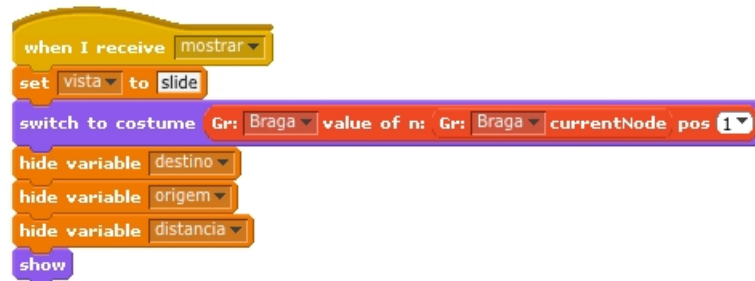 when I receive mostrar
set vista to slide
switch to costume Gr: Braga value of n: Gr: Braga currentNode pos 1
hide variable destino
hide variable origem
hide variable distancia
show